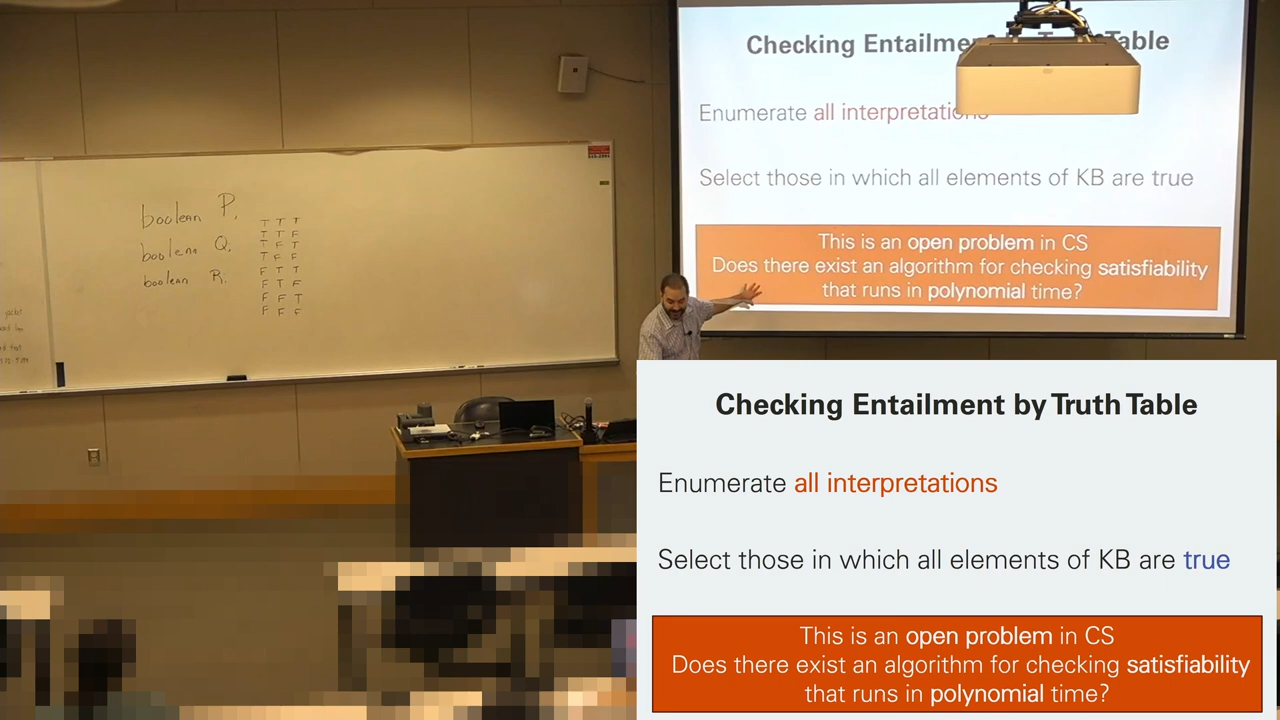 boolean P;
boolean Q;
boolean R;
T T T
T T F
T F T
T F F
F T T
F T F
F F T
F F F
Checking Entailment by Truth Table
Enumerate all interpretations
Select those in which all elements of KB are true
This is an open problem in CS
Does there exist an algorithm for checking satisfiability
that runs in polynomial time?
Checking Entailment by Truth Table
Enumerate all interpretations
Select those in which all elements of KB are true
This is an open problem in CS
Does there exist an algorithm for checking satisfiability
that runs in polynomial time?